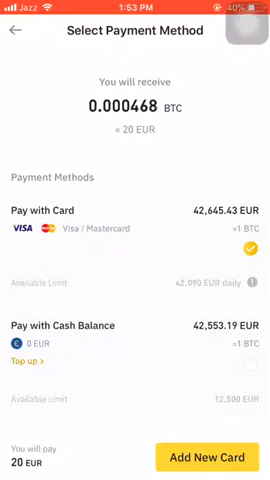 Jazz 1:53 PM 40%
Select Payment Method
You will receive
0.000468 BTC
≈ 20 EUR
Payment Methods
Pay with Card 42,645.43 EUR
VISA Visa / Mastercard ≈1 BTC
Available Limit 42,090 EUR daily
Pay with Cash Balance 42,553.19 EUR
0 EUR ≈1 BTC
Top up >
Available Limit 12,500 EUR
You will pay
20 EUR
Add New Card